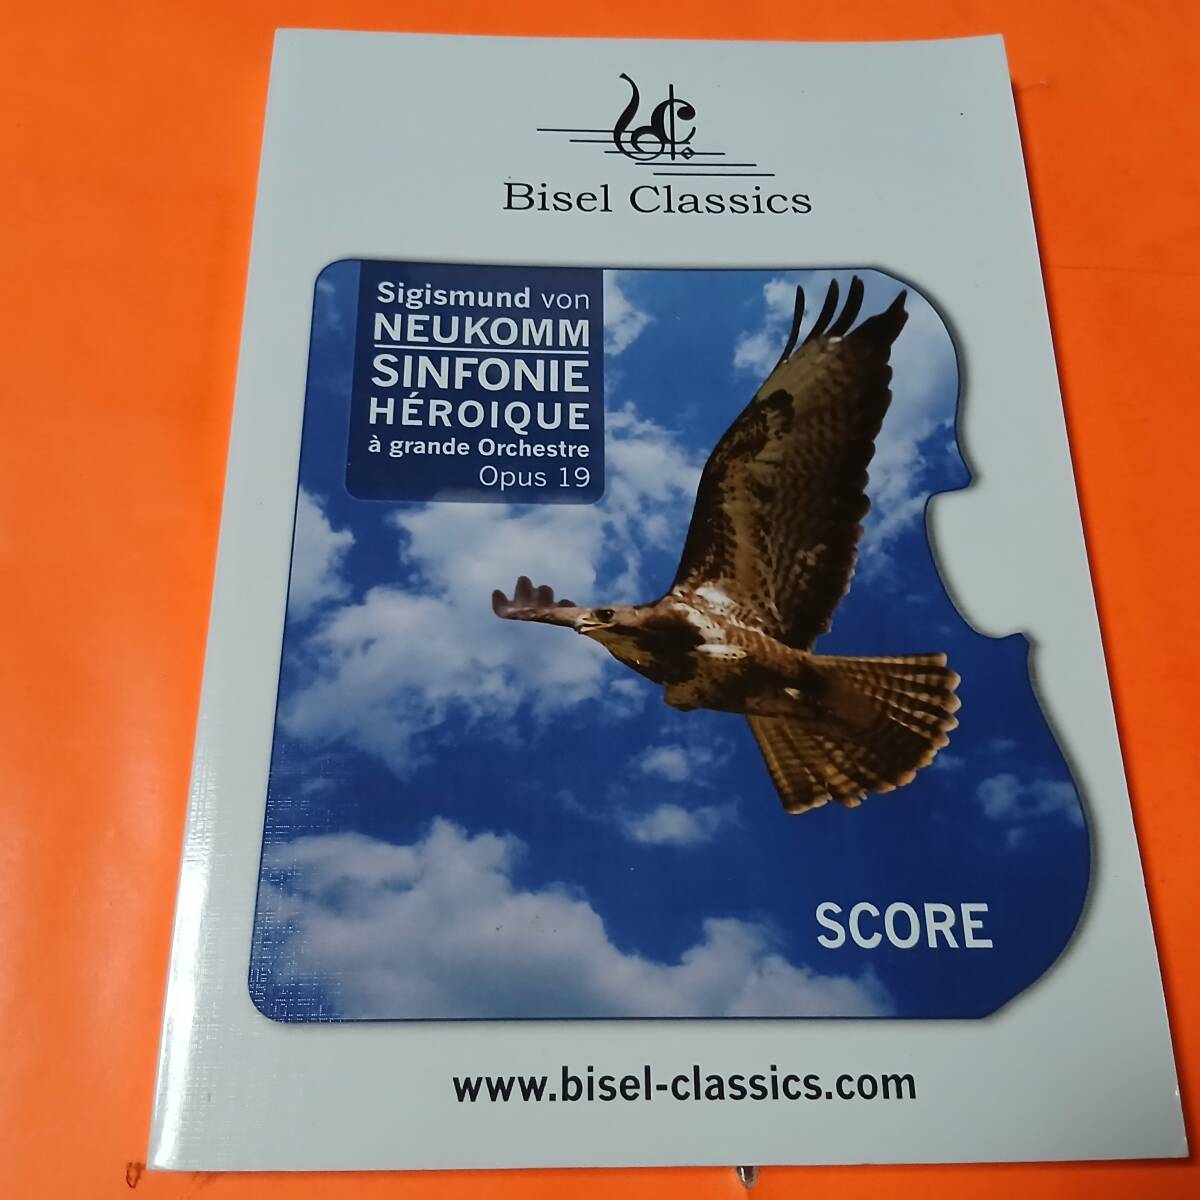 Bisel Classics
Sigismund von
NEUKOMM
SINFONIE
HÉROIQUE
à grande Orchestre
Opus 19
SCORE
www.bisel-classics.com